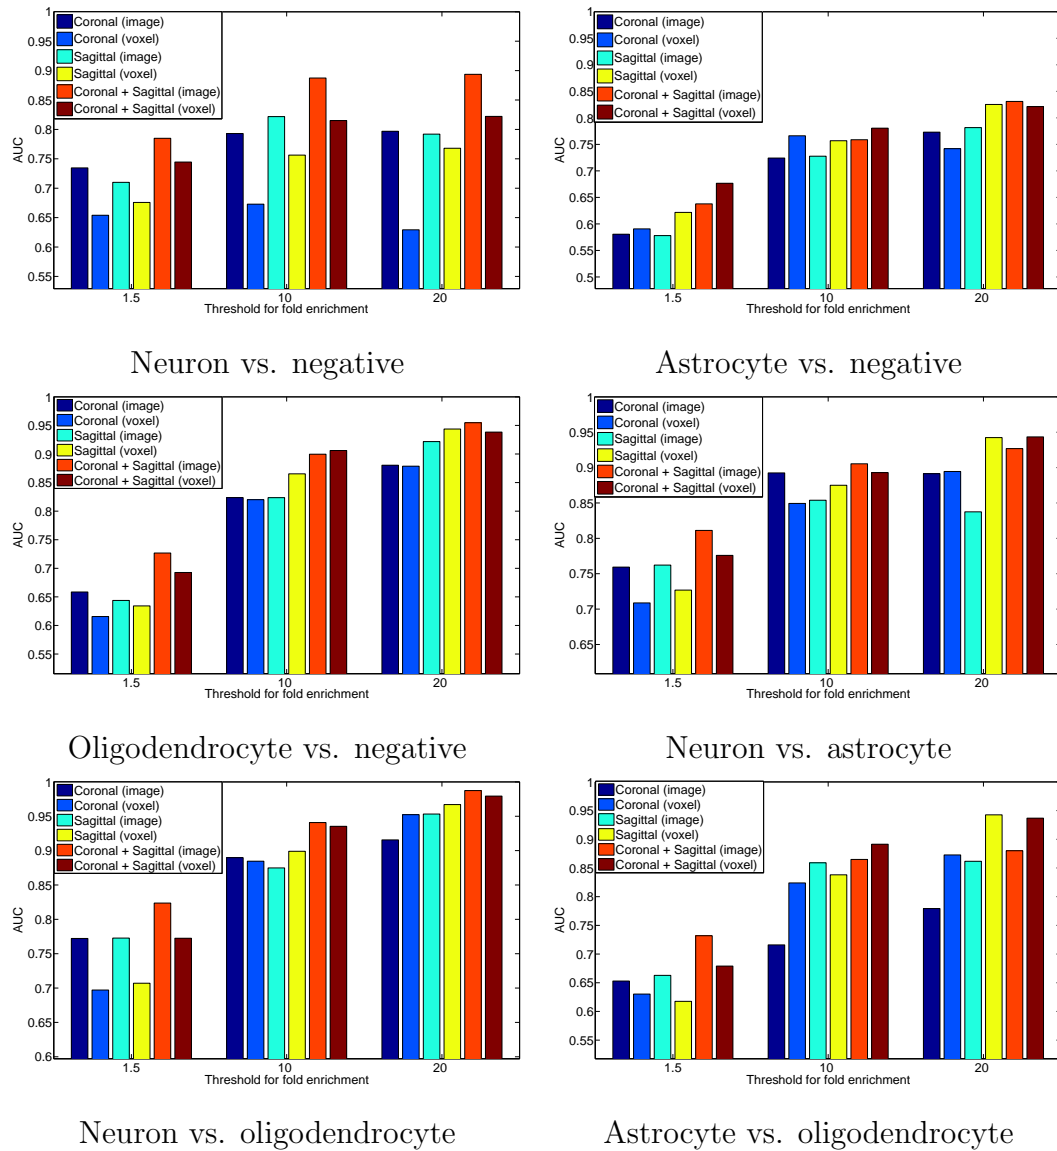 1
0.95
0.9
0.85
0.8
0.75
0.7
0.65
0.6
0.55
AUC
Coronal (image)
Coronal (voxel)
Sagittal (image)
Sagittal (voxel)
Coronal + Sagittal (image)
Coronal + Sagittal (voxel)
1.5 10 20
Threshold for fold enrichment
Neuron vs. negative
1
0.95
0.9
0.85
0.8
0.75
0.7
0.65
0.6
0.55
0.5
AUC
Coronal (image)
Coronal (voxel)
Sagittal (image)
Sagittal (voxel)
Coronal + Sagittal (image)
Coronal + Sagittal (voxel)
1.5 10 20
Threshold for fold enrichment
Astrocyte vs. negative
1
0.95
0.9
0.85
0.8
0.75
0.7
0.65
0.6
0.55
AUC
Coronal (image)
Coronal (voxel)
Sagittal (image)
Sagittal (voxel)
Coronal + Sagittal (image)
Coronal + Sagittal (voxel)
1.5 10 20
Threshold for fold enrichment
Oligodendrocyte vs. negative
1
0.95
0.9
0.85
0.8
0.75
0.7
0.65
AUC
Coronal (image)
Coronal (voxel)
Sagittal (image)
Sagittal (voxel)
Coronal + Sagittal (image)
Coronal + Sagittal (voxel)
1.5 10 20
Threshold for fold enrichment
Neuron vs. astrocyte
1
0.95
0.9
0.85
0.8
0.75
0.7
0.65
0.6
AUC
Coronal (image)
Coronal (voxel)
Sagittal (image)
Sagittal (voxel)
Coronal + Sagittal (image)
Coronal + Sagittal (voxel)
1.5 10 20
Threshold for fold enrichment
Neuron vs. oligodendrocyte
1
0.95
0.9
0.85
0.8
0.75
0.7
0.65
0.6
0.55
AUC
Coronal (image)
Coronal (voxel)
Sagittal (image)
Sagittal (voxel)
Coronal + Sagittal (image)
Coronal + Sagittal (voxel)
1.5 10 20
Threshold for fold enrichment
Astrocyte vs. oligodendrocyte